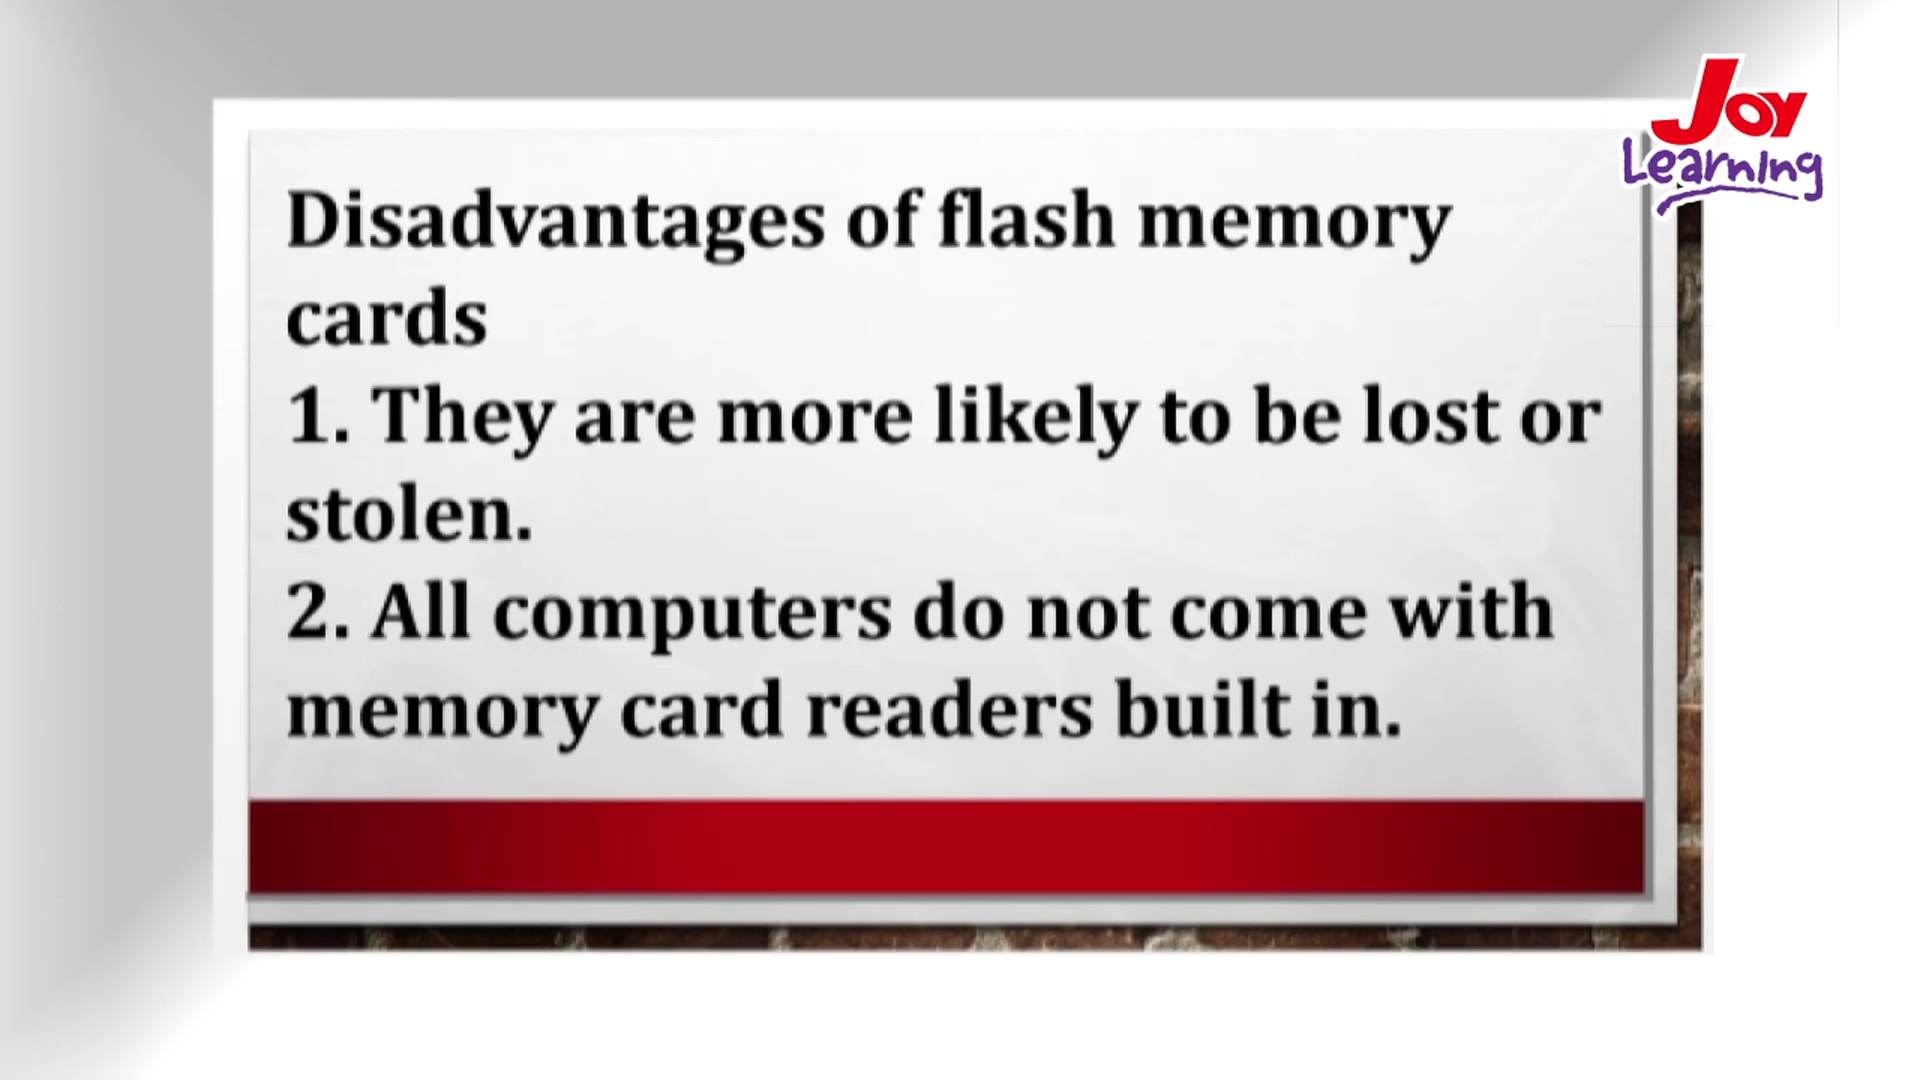 Joy
Learning
Disadvantages of flash memory
cards
1. They are more likely to be lost or
stolen.
2. All computers do not come with
memory card readers built in.